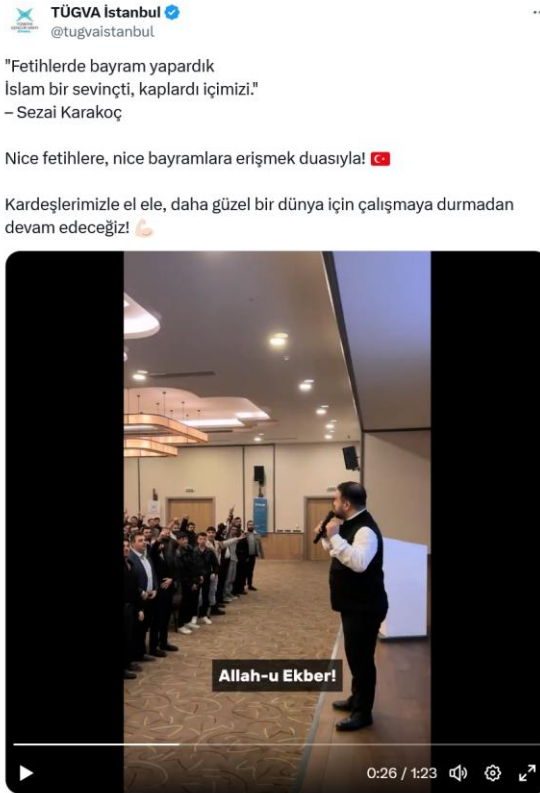 TÜGVA İstanbul
@tugvaistanbul
"Fetihlerde bayram yapardık
İslam bir sevinçti, kaplardı içimizi."
– Sezai Karakoç
Nice fetihlere, nice bayramlara erişmek duasıyla!
Kardeşlerimizle el ele, daha güzel bir dünya için çalışmaya durmadan
devam edeceğiz!
Allah-u Ekber!
0:26 / 1:23